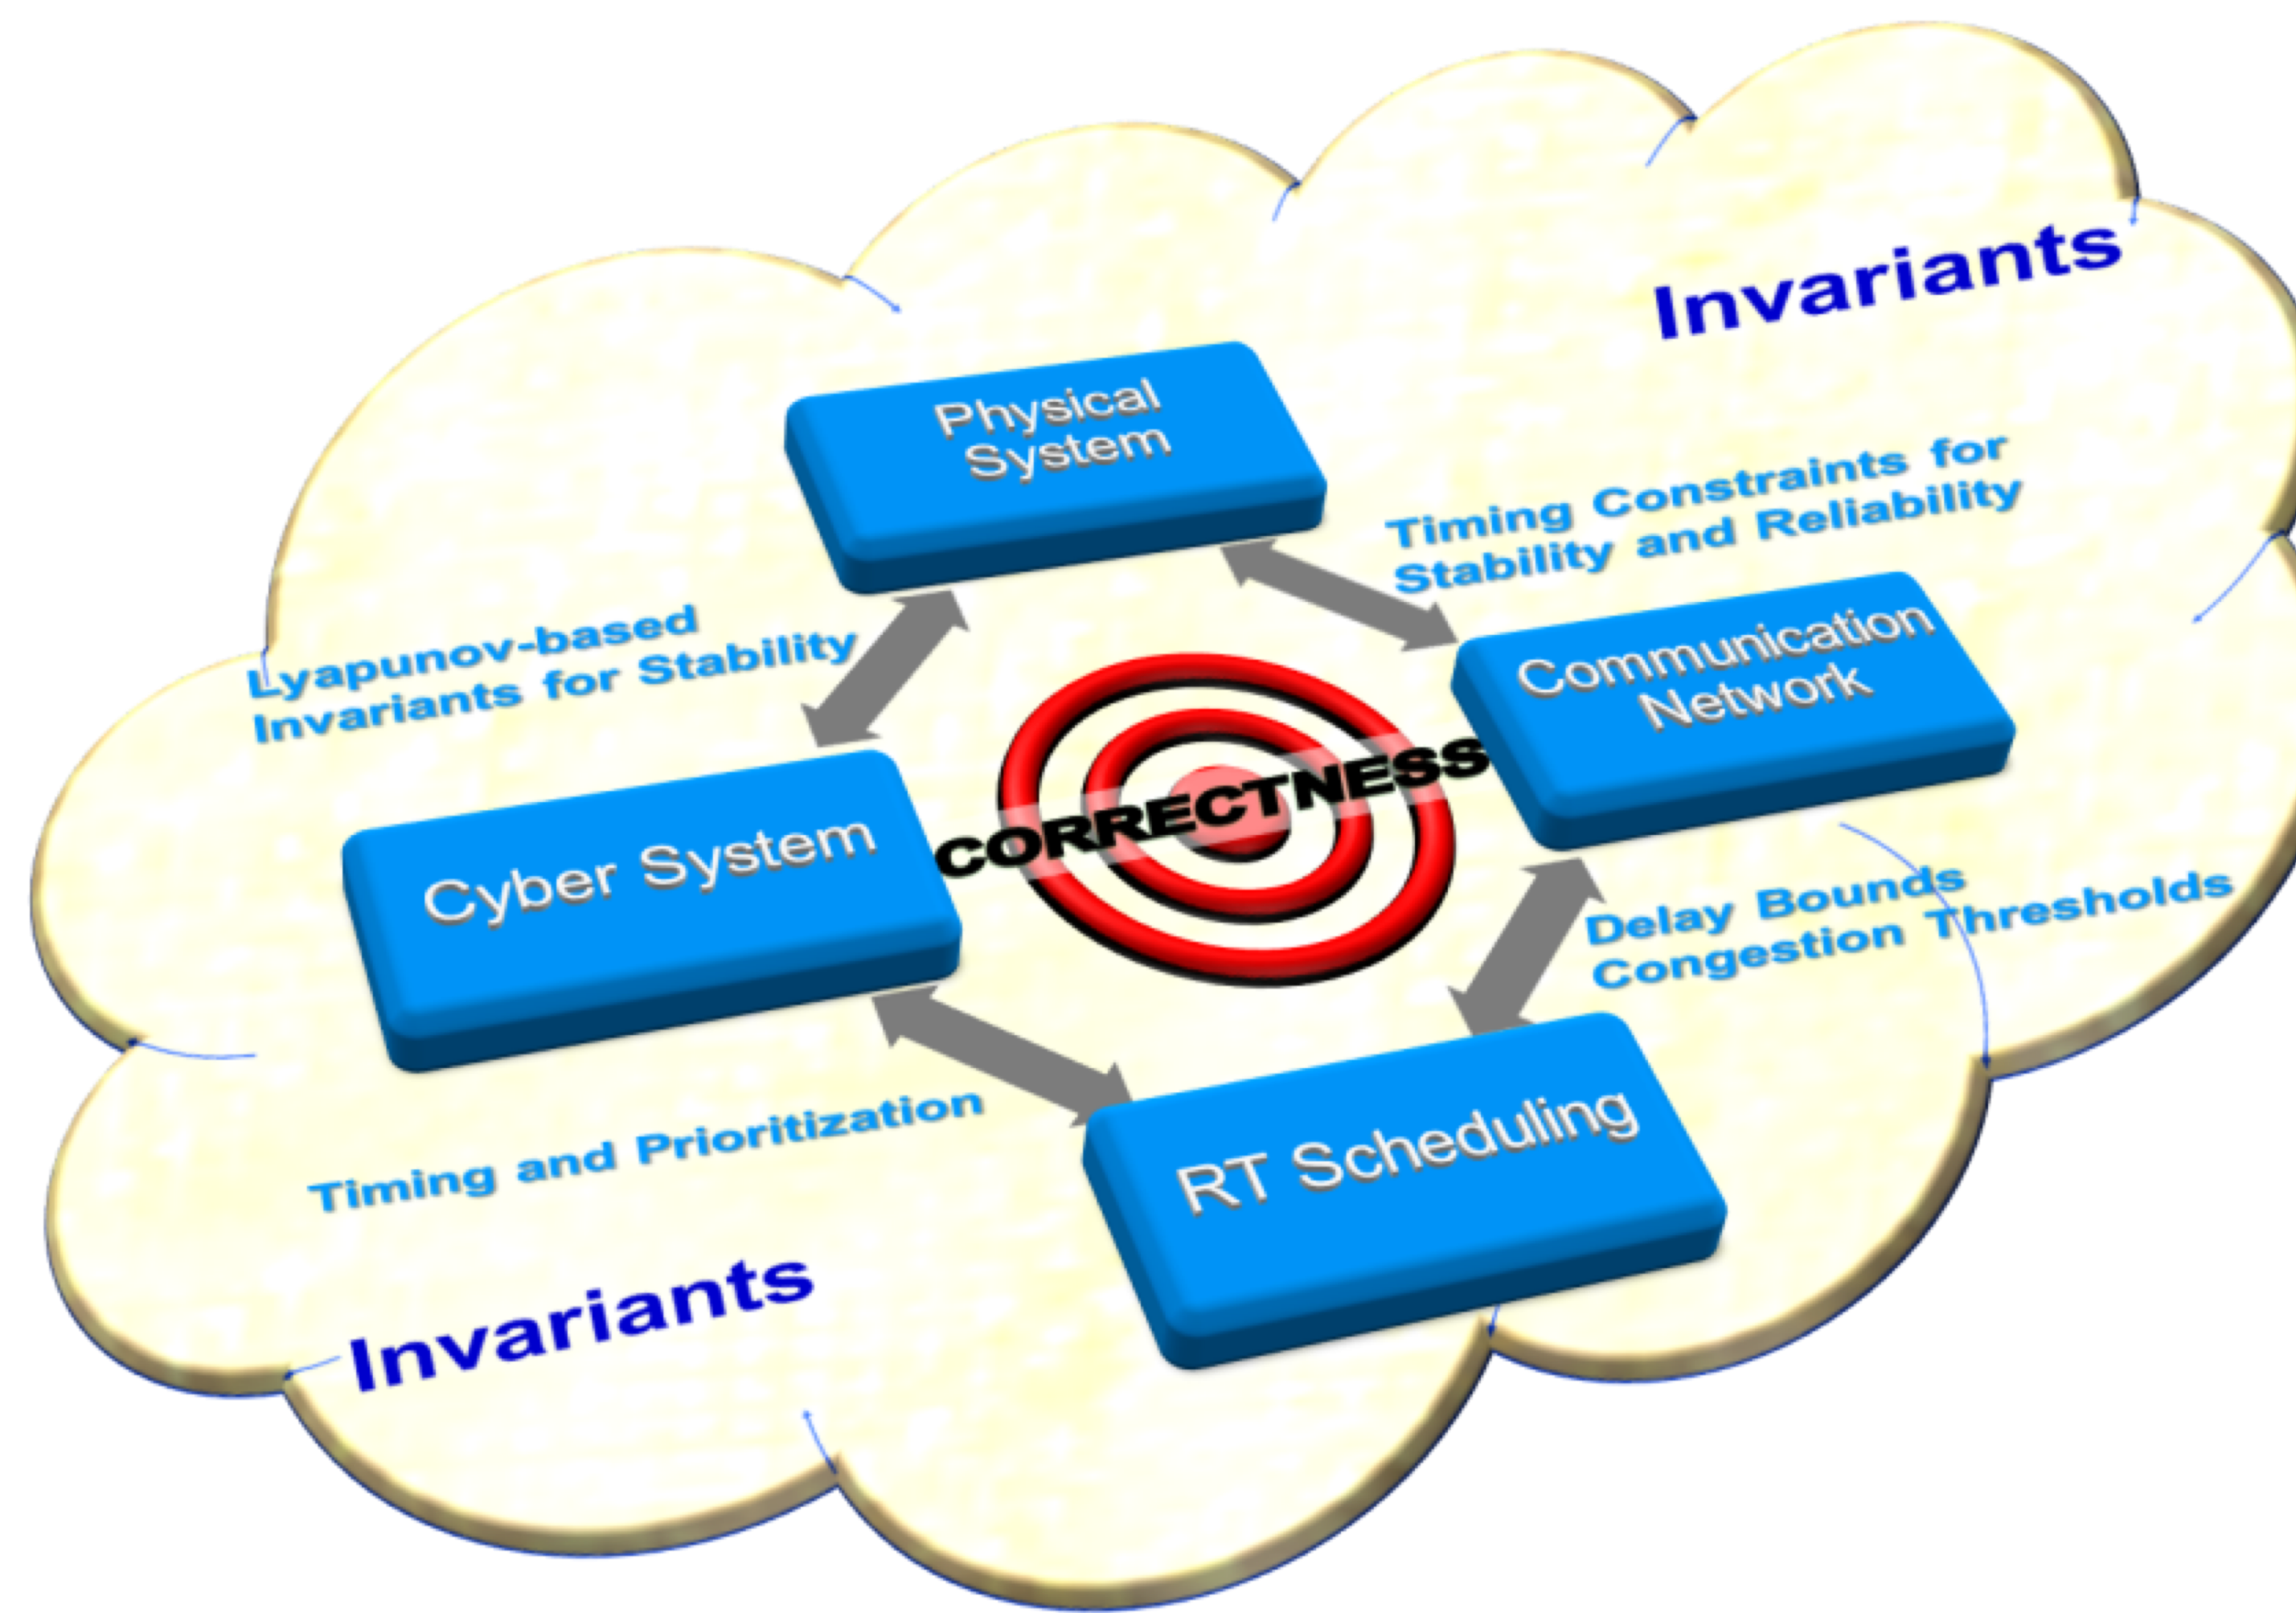 Invariants
Physical
System
Timing Constraints for
Stability and Reliability
Lyapunov-based
Invariants for Stability
Communication
Network
CORRECTNESS
Cyber System
Delay Bounds
Congestion Thresholds
Timing and Prioritization
RT Scheduling
Invariants